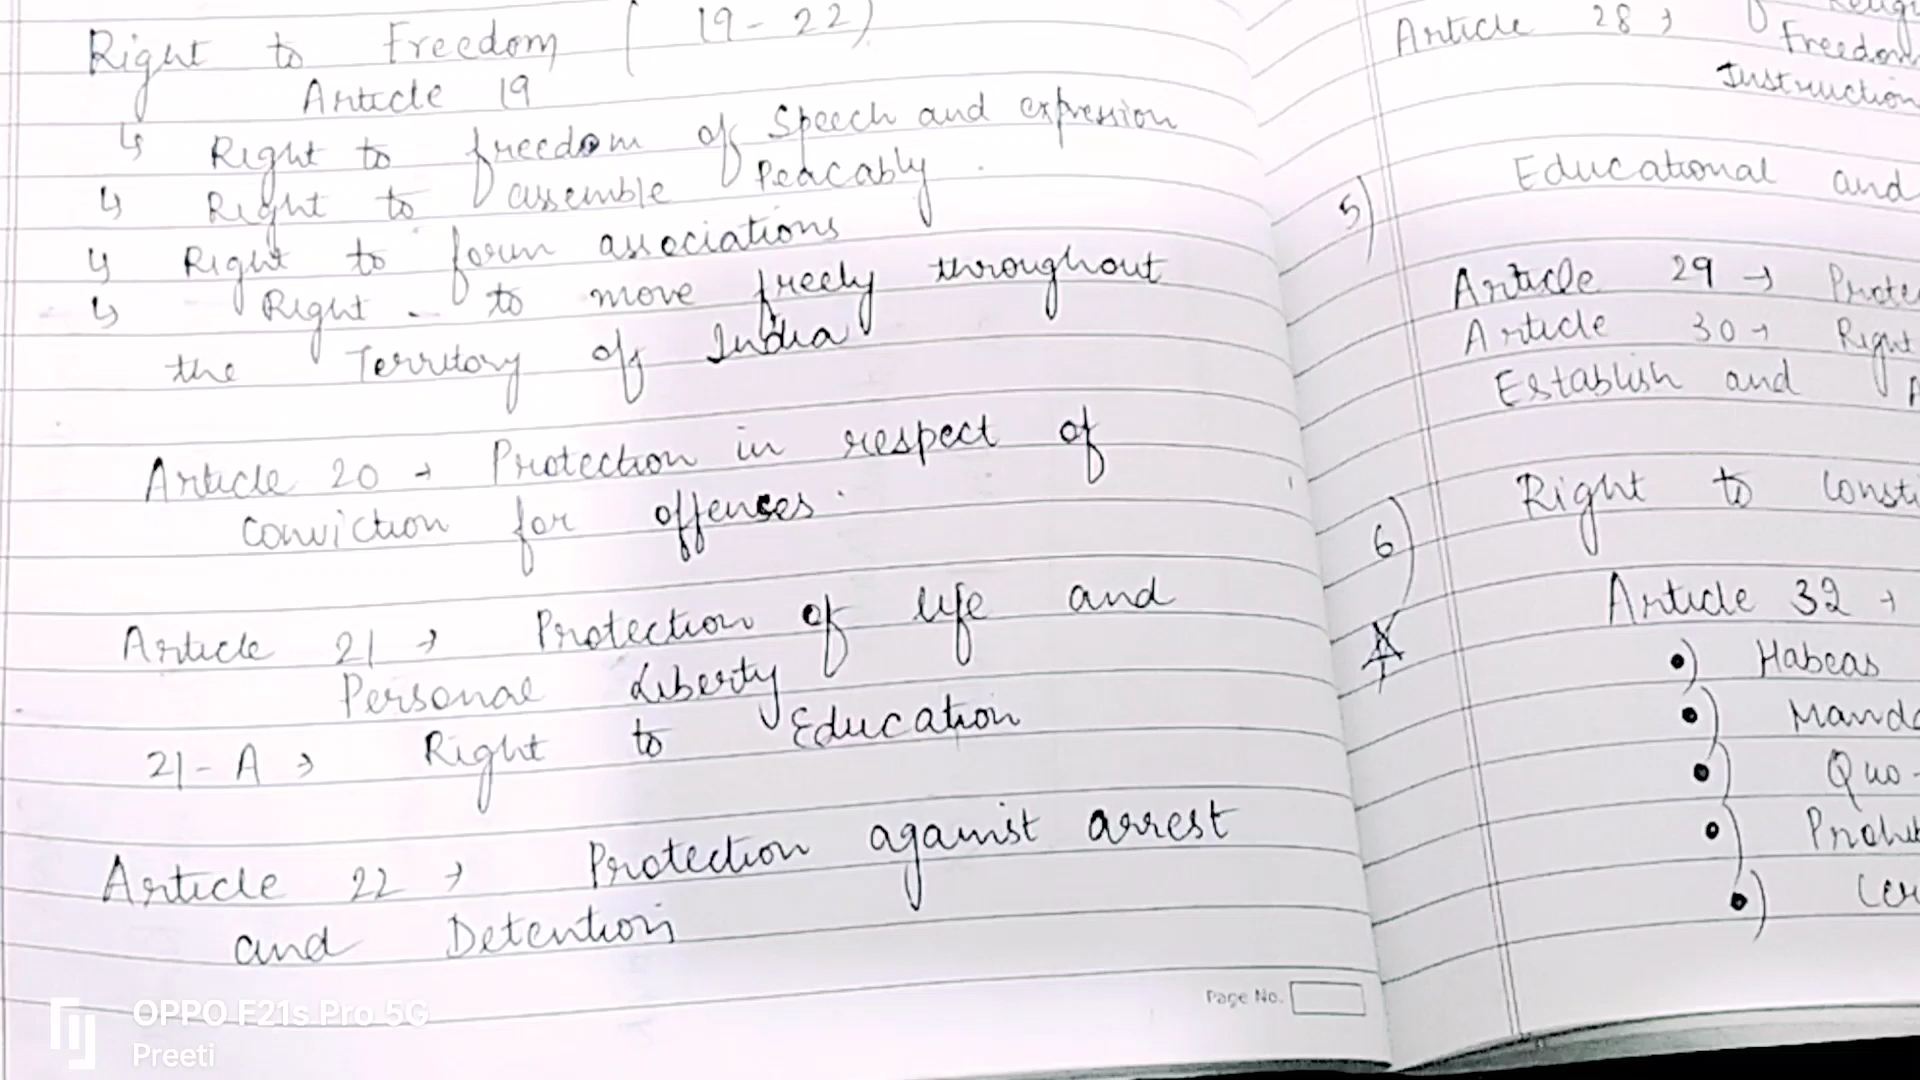 Right to Freedom ( 19-22)
Article 19
↳ Right to freedom of Speech and expression
↳ Right to assemble Peacably.
↳ Right to form associations
↳ Right - to move freely throughout
the Territory of India
Article 20 → Protection in respect of
Conviction for offenses.
Article 21 → Protection of life and
Personal Liberty
21-A → Right to Education
Article 22 → Protection against arrest
and Detention
Page No.
Article 28 →
Freedom
Instruction
5) Educational and
Article 29 →
Article 30 → Right
Establish and
6) Right to
Article 32 →
•) Habeas
•)
•) Quo-
•)
•)
OPPO F21s Pro 5G
Preeti